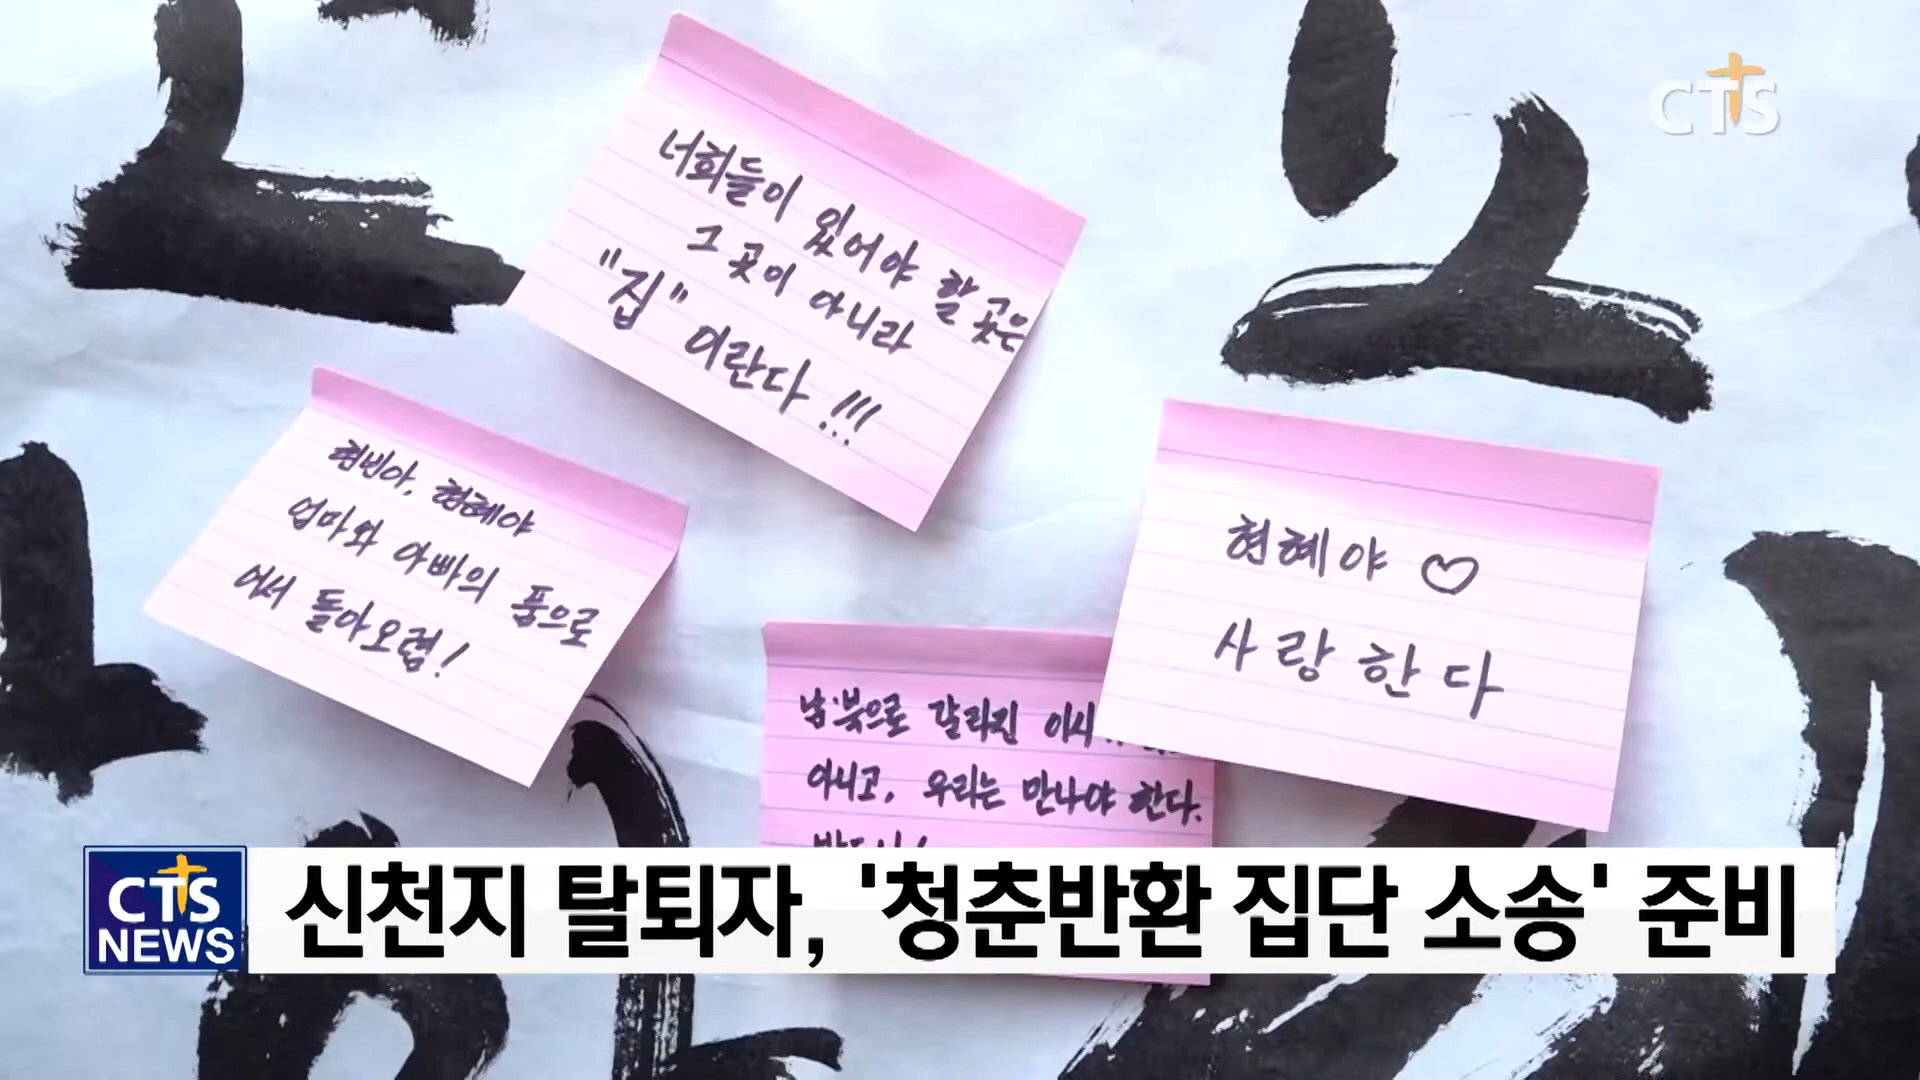 CTS
너희들이 있어야 할 곳은
그 곳이 아니라
"집" 이란다 !!!
현빈아, 현혜야
엄마와 아빠의 품으로
어서 돌아오렴!
현혜야 ♡
사랑한다
남·북으로 갈라진
아니고, 우리는 만나야 한다.
CTS
NEWS
신천지 탈퇴자, '청춘반환 집단 소송' 준비